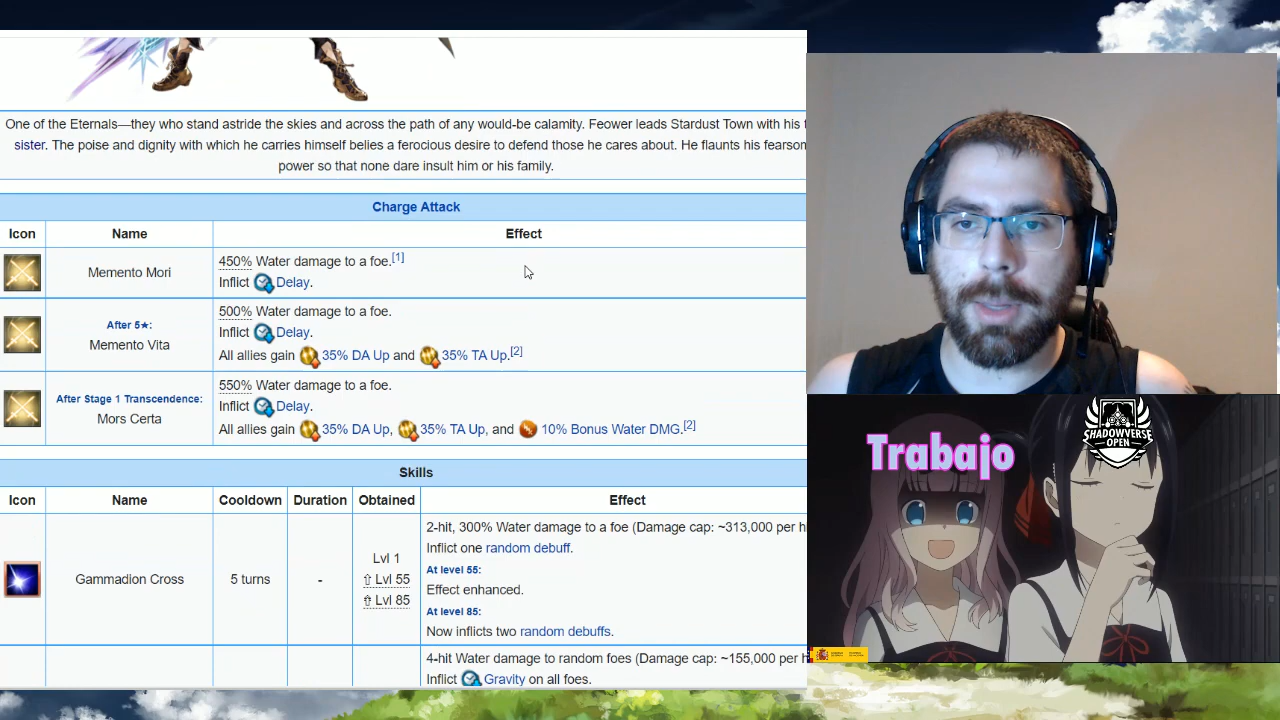 One of the Eternals—they who stand astride the skies and across the path of any would-be calamity. Feower leads Stardust Town with his
sister. The poise and dignity with which he carries himself belies a ferocious desire to defend those he cares about. He flaunts his fearsom
power so that none dare insult him or his family.
Charge Attack
Icon Name Effect
Memento Mori
450% Water damage to a foe.[1]
Inflict Delay.
After 5★:
Memento Vita
500% Water damage to a foe.
Inflict Delay.
All allies gain 35% DA Up and 35% TA Up.[2]
After Stage 1 Transcendence:
Mors Certa
550% Water damage to a foe.
Inflict Delay.
All allies gain 35% DA Up, 35% TA Up, and 10% Bonus Water DMG.[2]
Skills
Icon Name Cooldown Duration Obtained Effect
Gammadion Cross
5 turns
-
Lvl 1
⇧ Lvl 55
⇧ Lvl 85
2-hit, 300% Water damage to a foe (Damage cap: ~313,000 per hi
Inflict one random debuff.
At level 55:
Effect enhanced.
At level 85:
Now inflicts two random debuffs.
4-hit Water damage to random foes (Damage cap: ~155,000 per h
Inflict Gravity on all foes.
Trabajo
SHADOWVERSE
OPEN